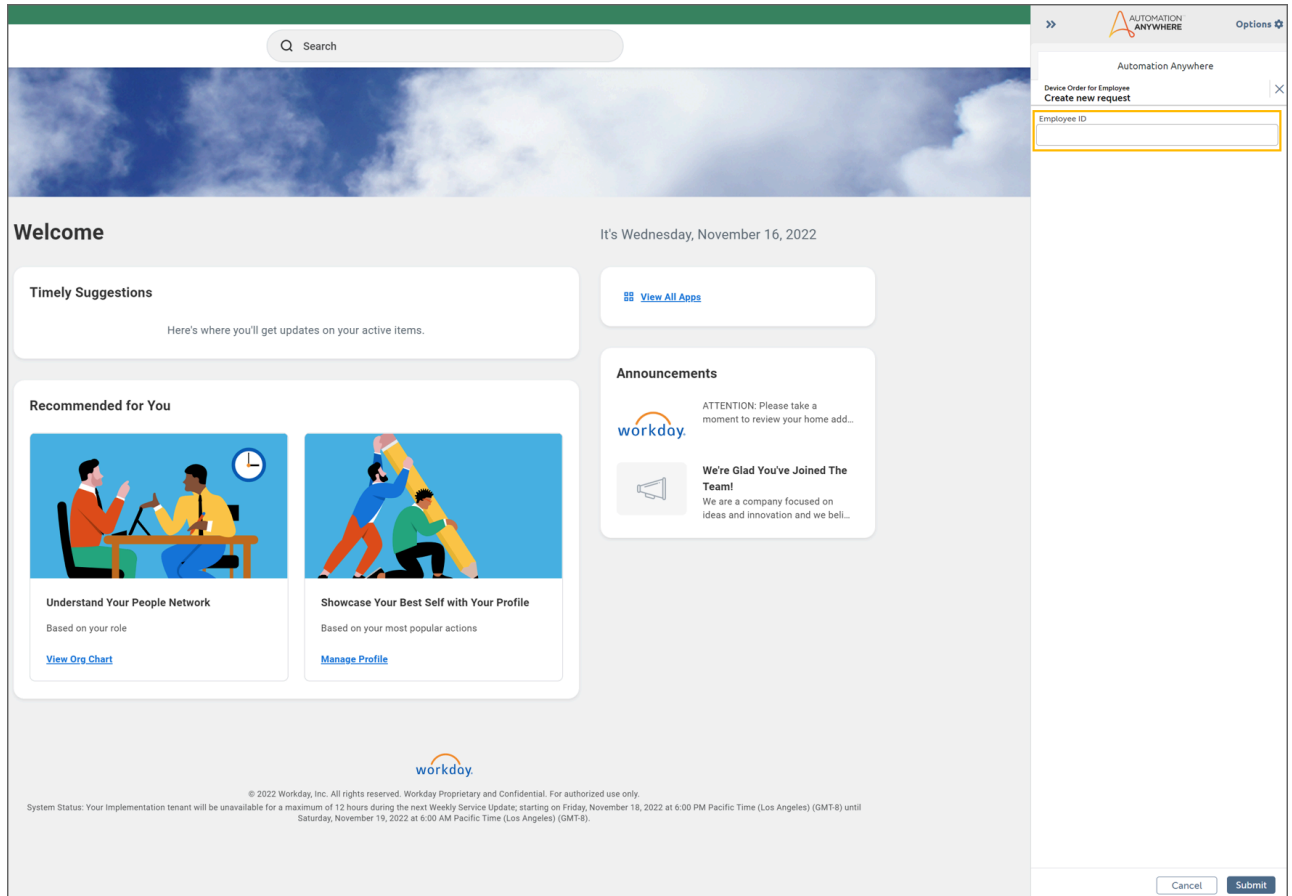 Search
Welcome
It's Wednesday, November 16, 2022
Timely Suggestions
Here's where you'll get updates on your active items.
View All Apps
Recommended for You
Understand Your People Network
Based on your role
View Org Chart
Showcase Your Best Self with Your Profile
Based on your most popular actions
Manage Profile
Announcements
workday.
ATTENTION: Please take a
moment to review your home add...
We're Glad You've Joined The
Team!
We are a company focused on
ideas and innovation and we beli...
workday.
© 2022 Workday, Inc. All rights reserved. Workday Proprietary and Confidential. For authorized use only.
System Status: Your Implementation tenant will be unavailable for a maximum of 12 hours during the next Weekly Service Update; starting on Friday, November 18, 2022 at 6:00 PM Pacific Time (Los Angeles) (GMT-8) until
Saturday, November 19, 2022 at 6:00 AM Pacific Time (Los Angeles) (GMT-8).
AUTOMATION
ANYWHERE
Options
Automation Anywhere
Device Order for Employee
Create new request
Employee ID
Cancel
Submit